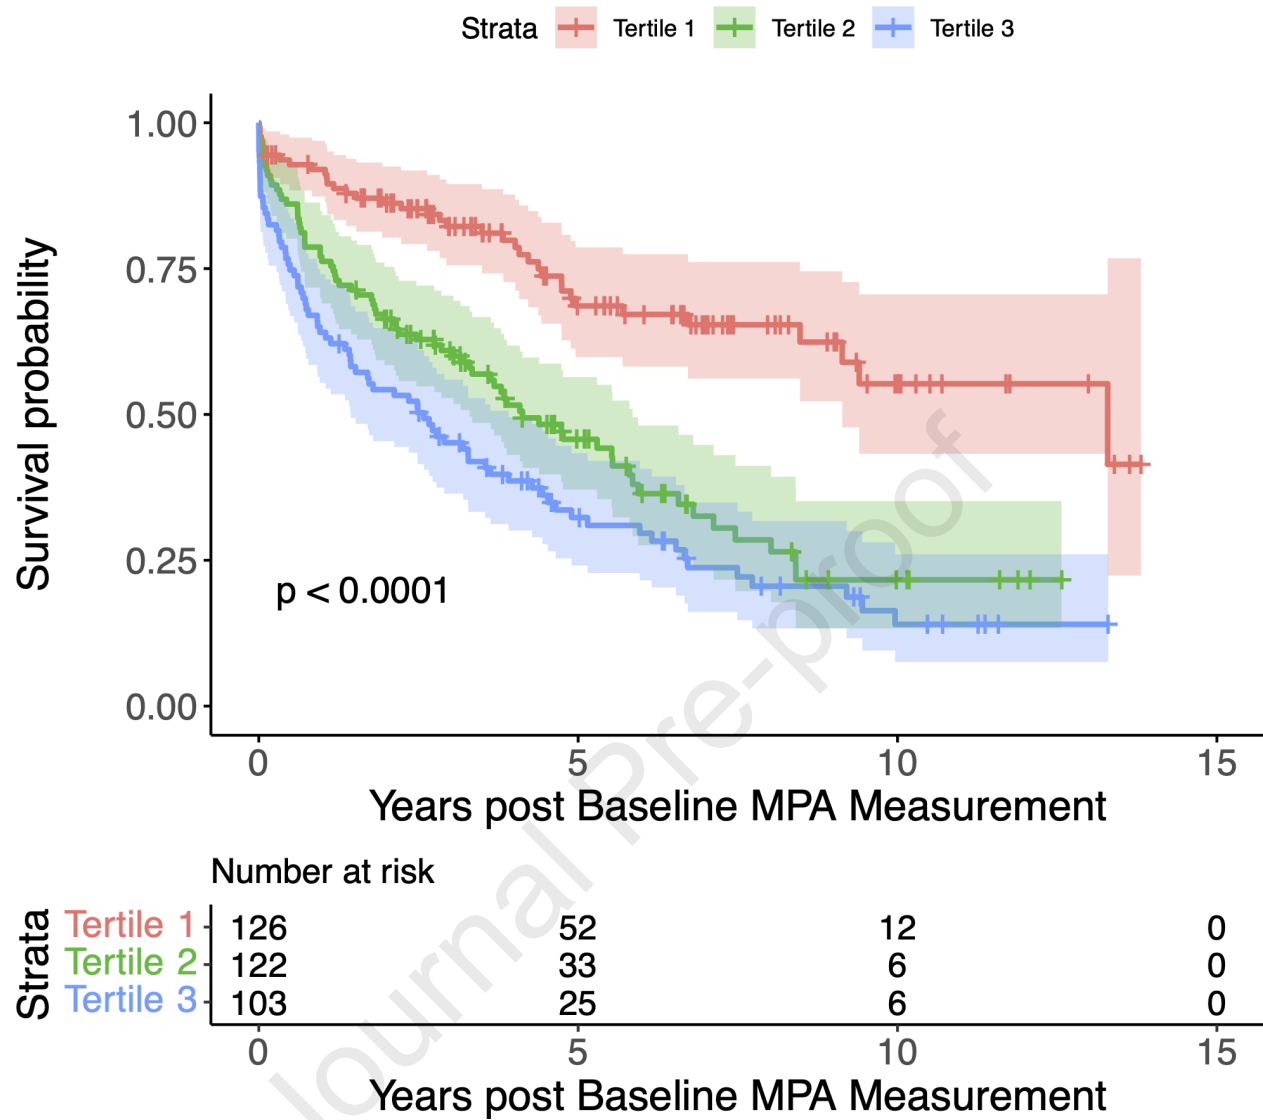 Strata Tertile 1 Tertile 2 Tertile 3
Survival probability
1.00
0.75
0.50
0.25
0.00
p < 0.0001
0 5 10 15
Years post Baseline MPA Measurement
Number at risk
Strata
Tertile 1 126 52 12 0
Tertile 2 122 33 6 0
Tertile 3 103 25 6 0
0 5 10 15
Years post Baseline MPA Measurement
Journal Pre-proof